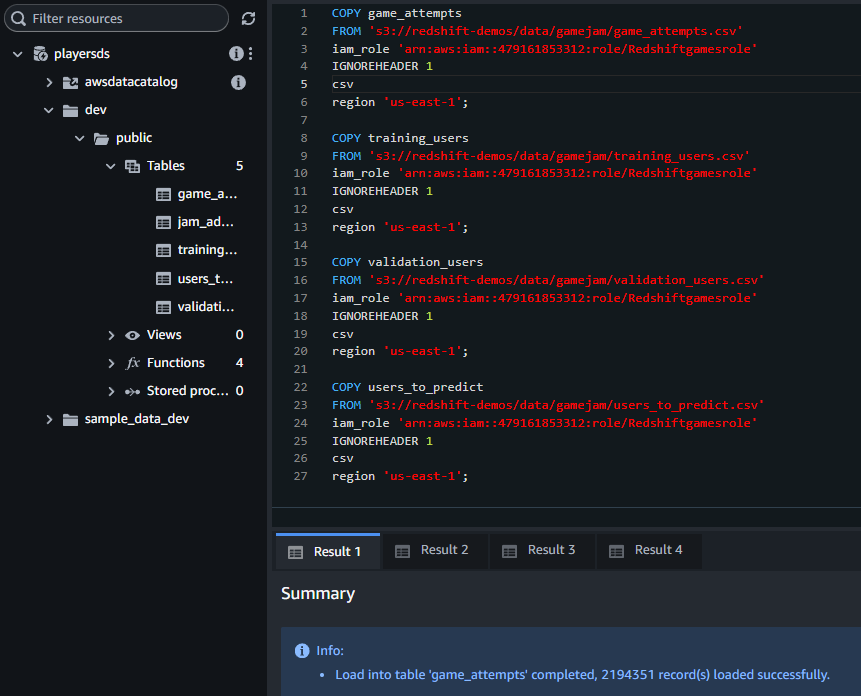 Filter resources
playersds
awsdatacatalog
dev
public
Tables 5
game_a...
jam_ad...
training...
users_t...
validati...
Views 0
fx Functions 4
Stored proc... 0
sample_data_dev
1 COPY game_attempts
2 FROM 's3://redshift-demos/data/gamejam/game_attempts.csv'
3 iam_role 'arn:aws:iam::479161853312:role/Redshiftgamesrole'
4 IGNOREHEADER 1
5 csv
6 region 'us-east-1';
7
8 COPY training_users
9 FROM 's3://redshift-demos/data/gamejam/training_users.csv'
10 iam_role 'arn:aws:iam::479161853312:role/Redshiftgamesrole'
11 IGNOREHEADER 1
12 csv
13 region 'us-east-1';
14
15 COPY validation_users
16 FROM 's3://redshift-demos/data/gamejam/validation_users.csv'
17 iam_role 'arn:aws:iam::479161853312:role/Redshiftgamesrole'
18 IGNOREHEADER 1
19 csv
20 region 'us-east-1';
21
22 COPY users_to_predict
23 FROM 's3://redshift-demos/data/gamejam/users_to_predict.csv'
24 iam_role 'arn:aws:iam::479161853312:role/Redshiftgamesrole'
25 IGNOREHEADER 1
26 csv
27 region 'us-east-1';
Result 1 Result 2 Result 3 Result 4
Summary
Info:
• Load into table 'game_attempts' completed, 2194351 record(s) loaded successfully.